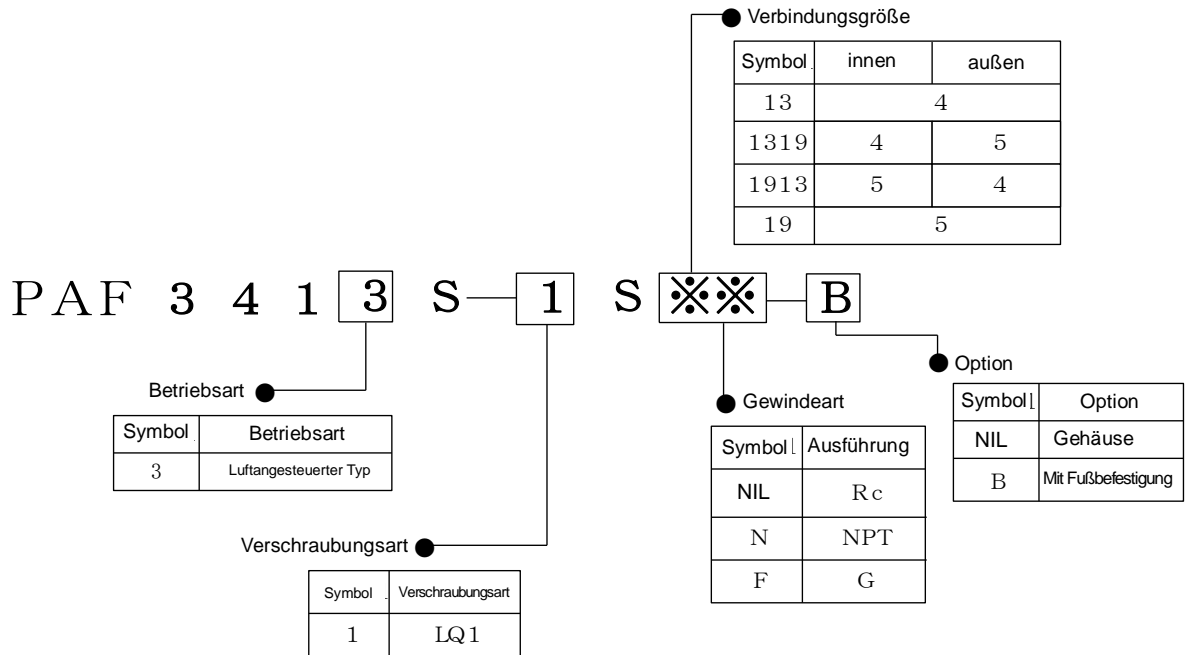 Verbindungsgröße
Symbol innen außen
13 4
1319 4 5
1913 5 4
19 5
PAF 3 4 1 3 S 1 S ※※ B
Betriebsart
Symbol Betriebsart
3 Luftangesteuerter Typ
Verschraubungsart
Symbol Verschraubungsart
1 LQ1
Gewindeart
Symbol Ausführung
NIL Rc
N NPT
F G
Option
Symbol Option
NIL Gehäuse
B Mit Fußbefestigung